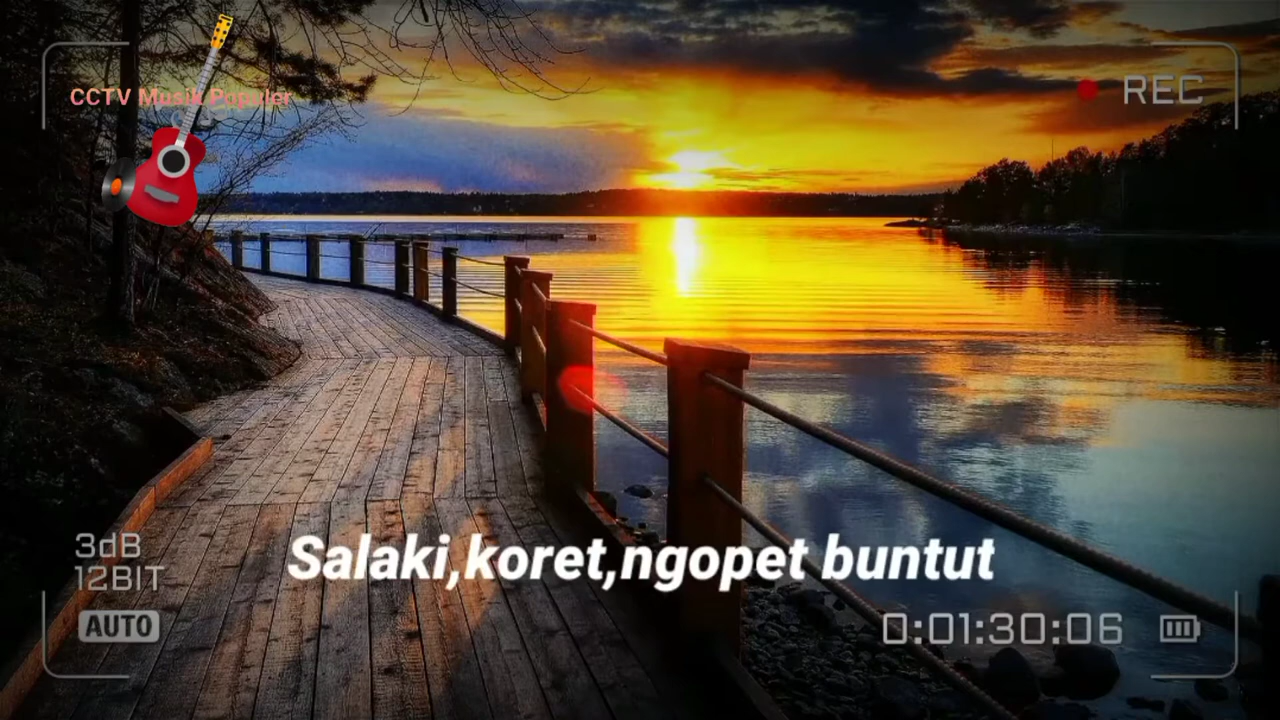 CCTV Musik Populer
REC
3dB
12BIT
AUTO
Salaki,koret,ngopet buntut
0:01:30:06